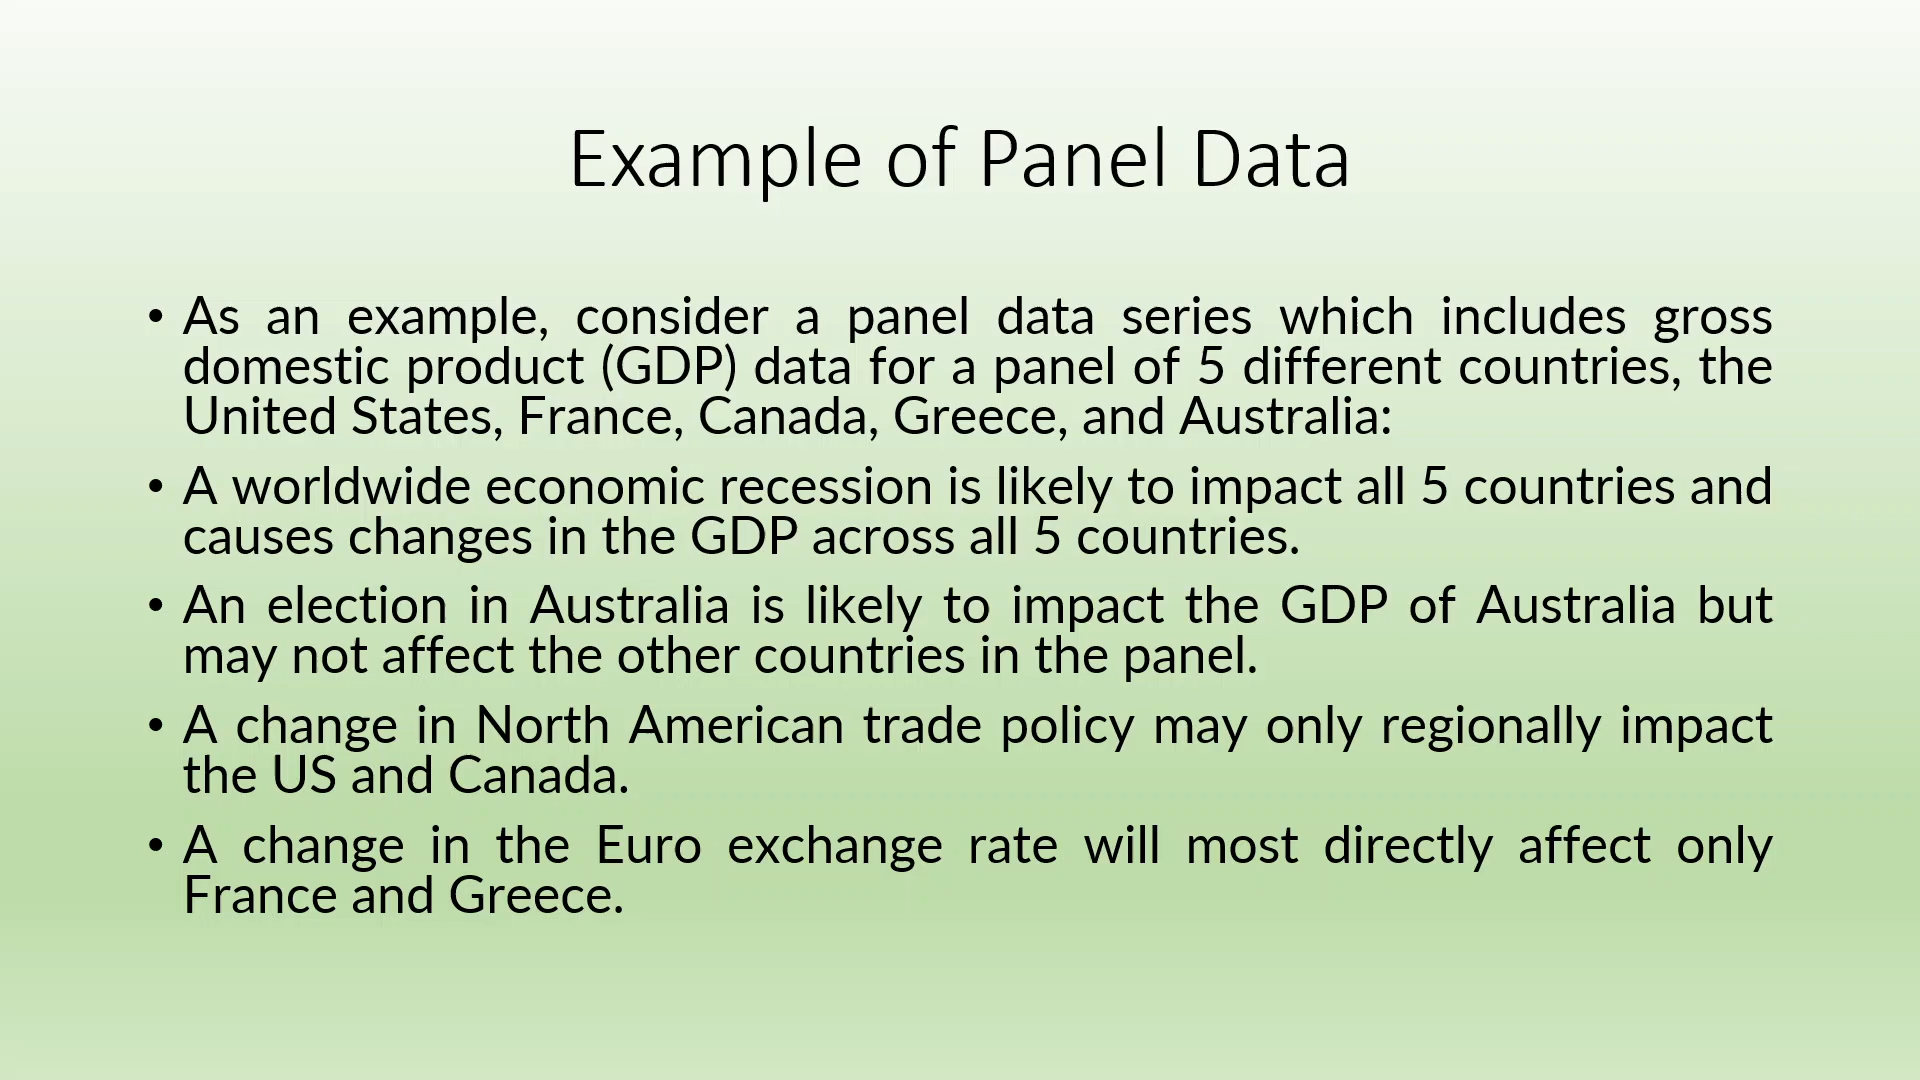 Example of Panel Data
• As an example, consider a panel data series which includes gross
domestic product (GDP) data for a panel of 5 different countries, the
United States, France, Canada, Greece, and Australia:
• A worldwide economic recession is likely to impact all 5 countries and
causes changes in the GDP across all 5 countries.
• An election in Australia is likely to impact the GDP of Australia but
may not affect the other countries in the panel.
• A change in North American trade policy may only regionally impact
the US and Canada.
• A change in the Euro exchange rate will most directly affect only
France and Greece.